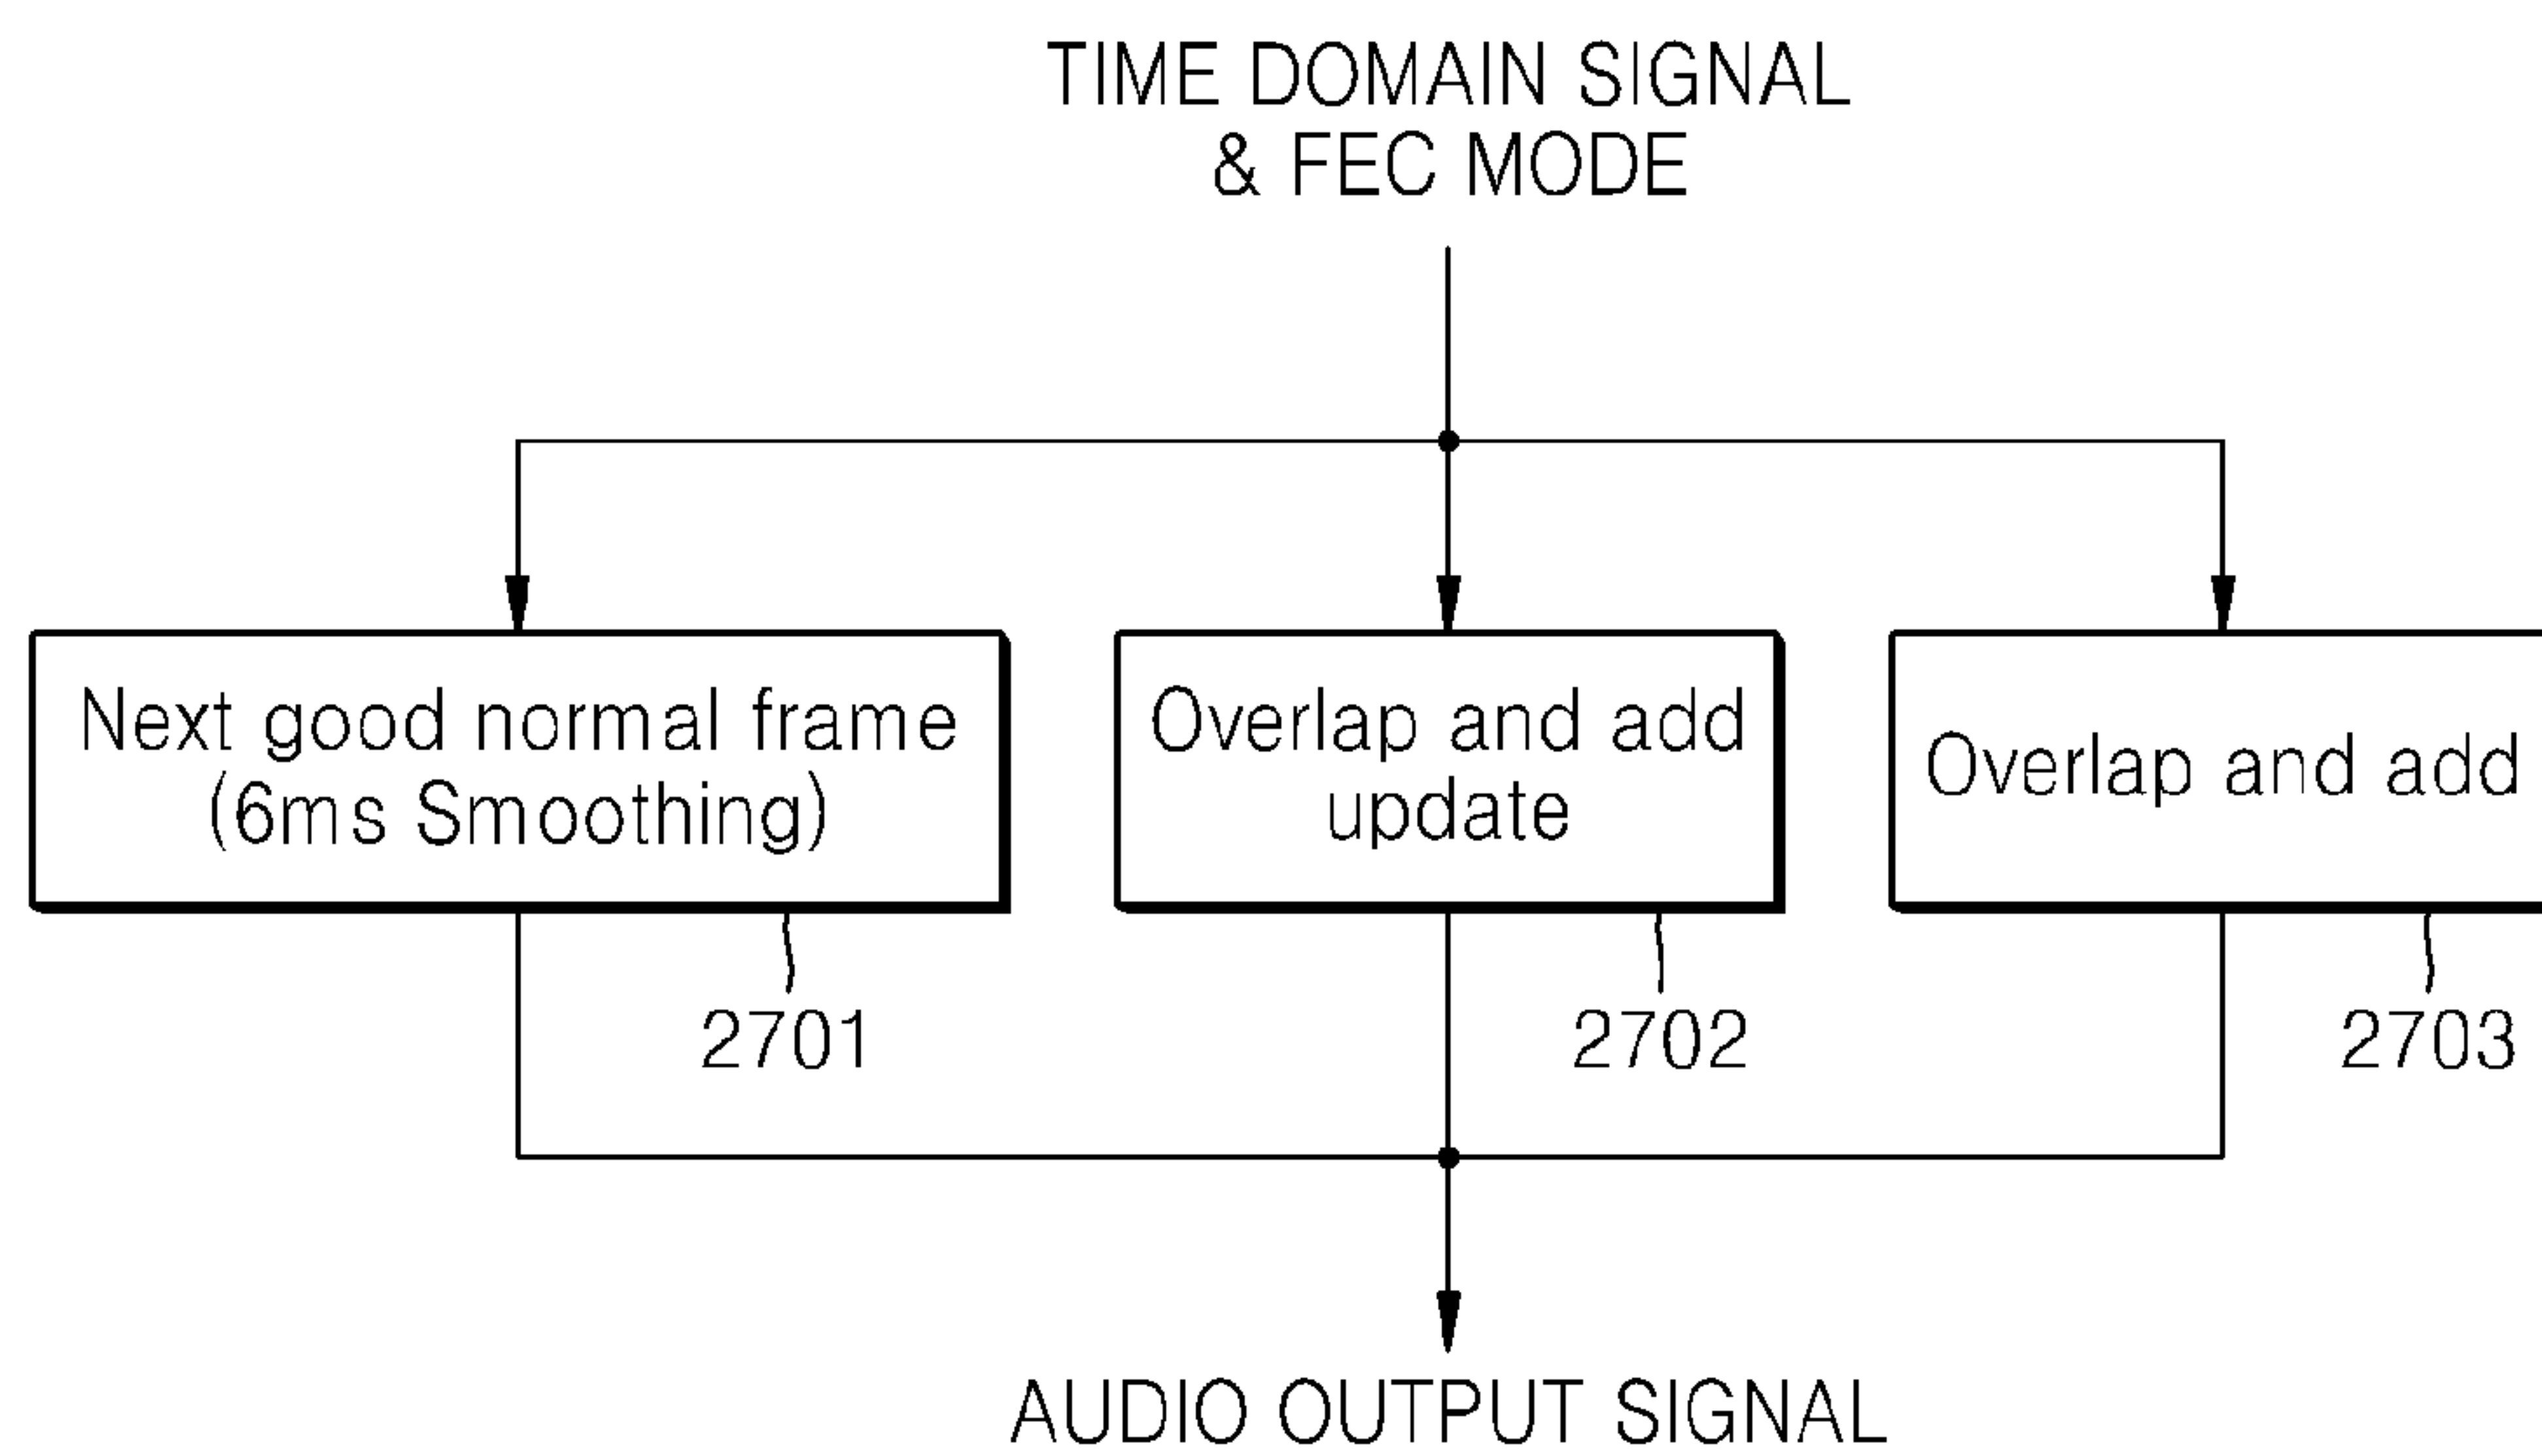 TIME DOMAIN SIGNAL
& FEC MODE
Next good normal frame
(6ms Smoothing)
Overlap and add
update
Overlap and add
2701
2702
2703
AUDIO OUTPUT SIGNAL